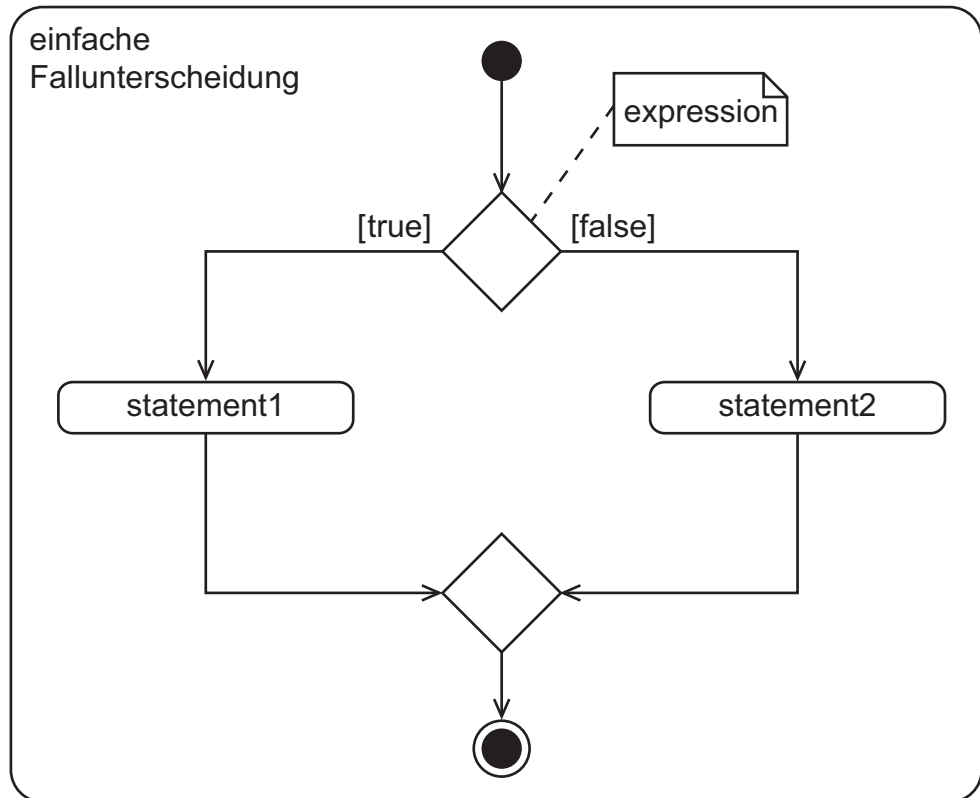 einfache
Fallunterscheidung
expression
[true]
[false]
statement1
statement2